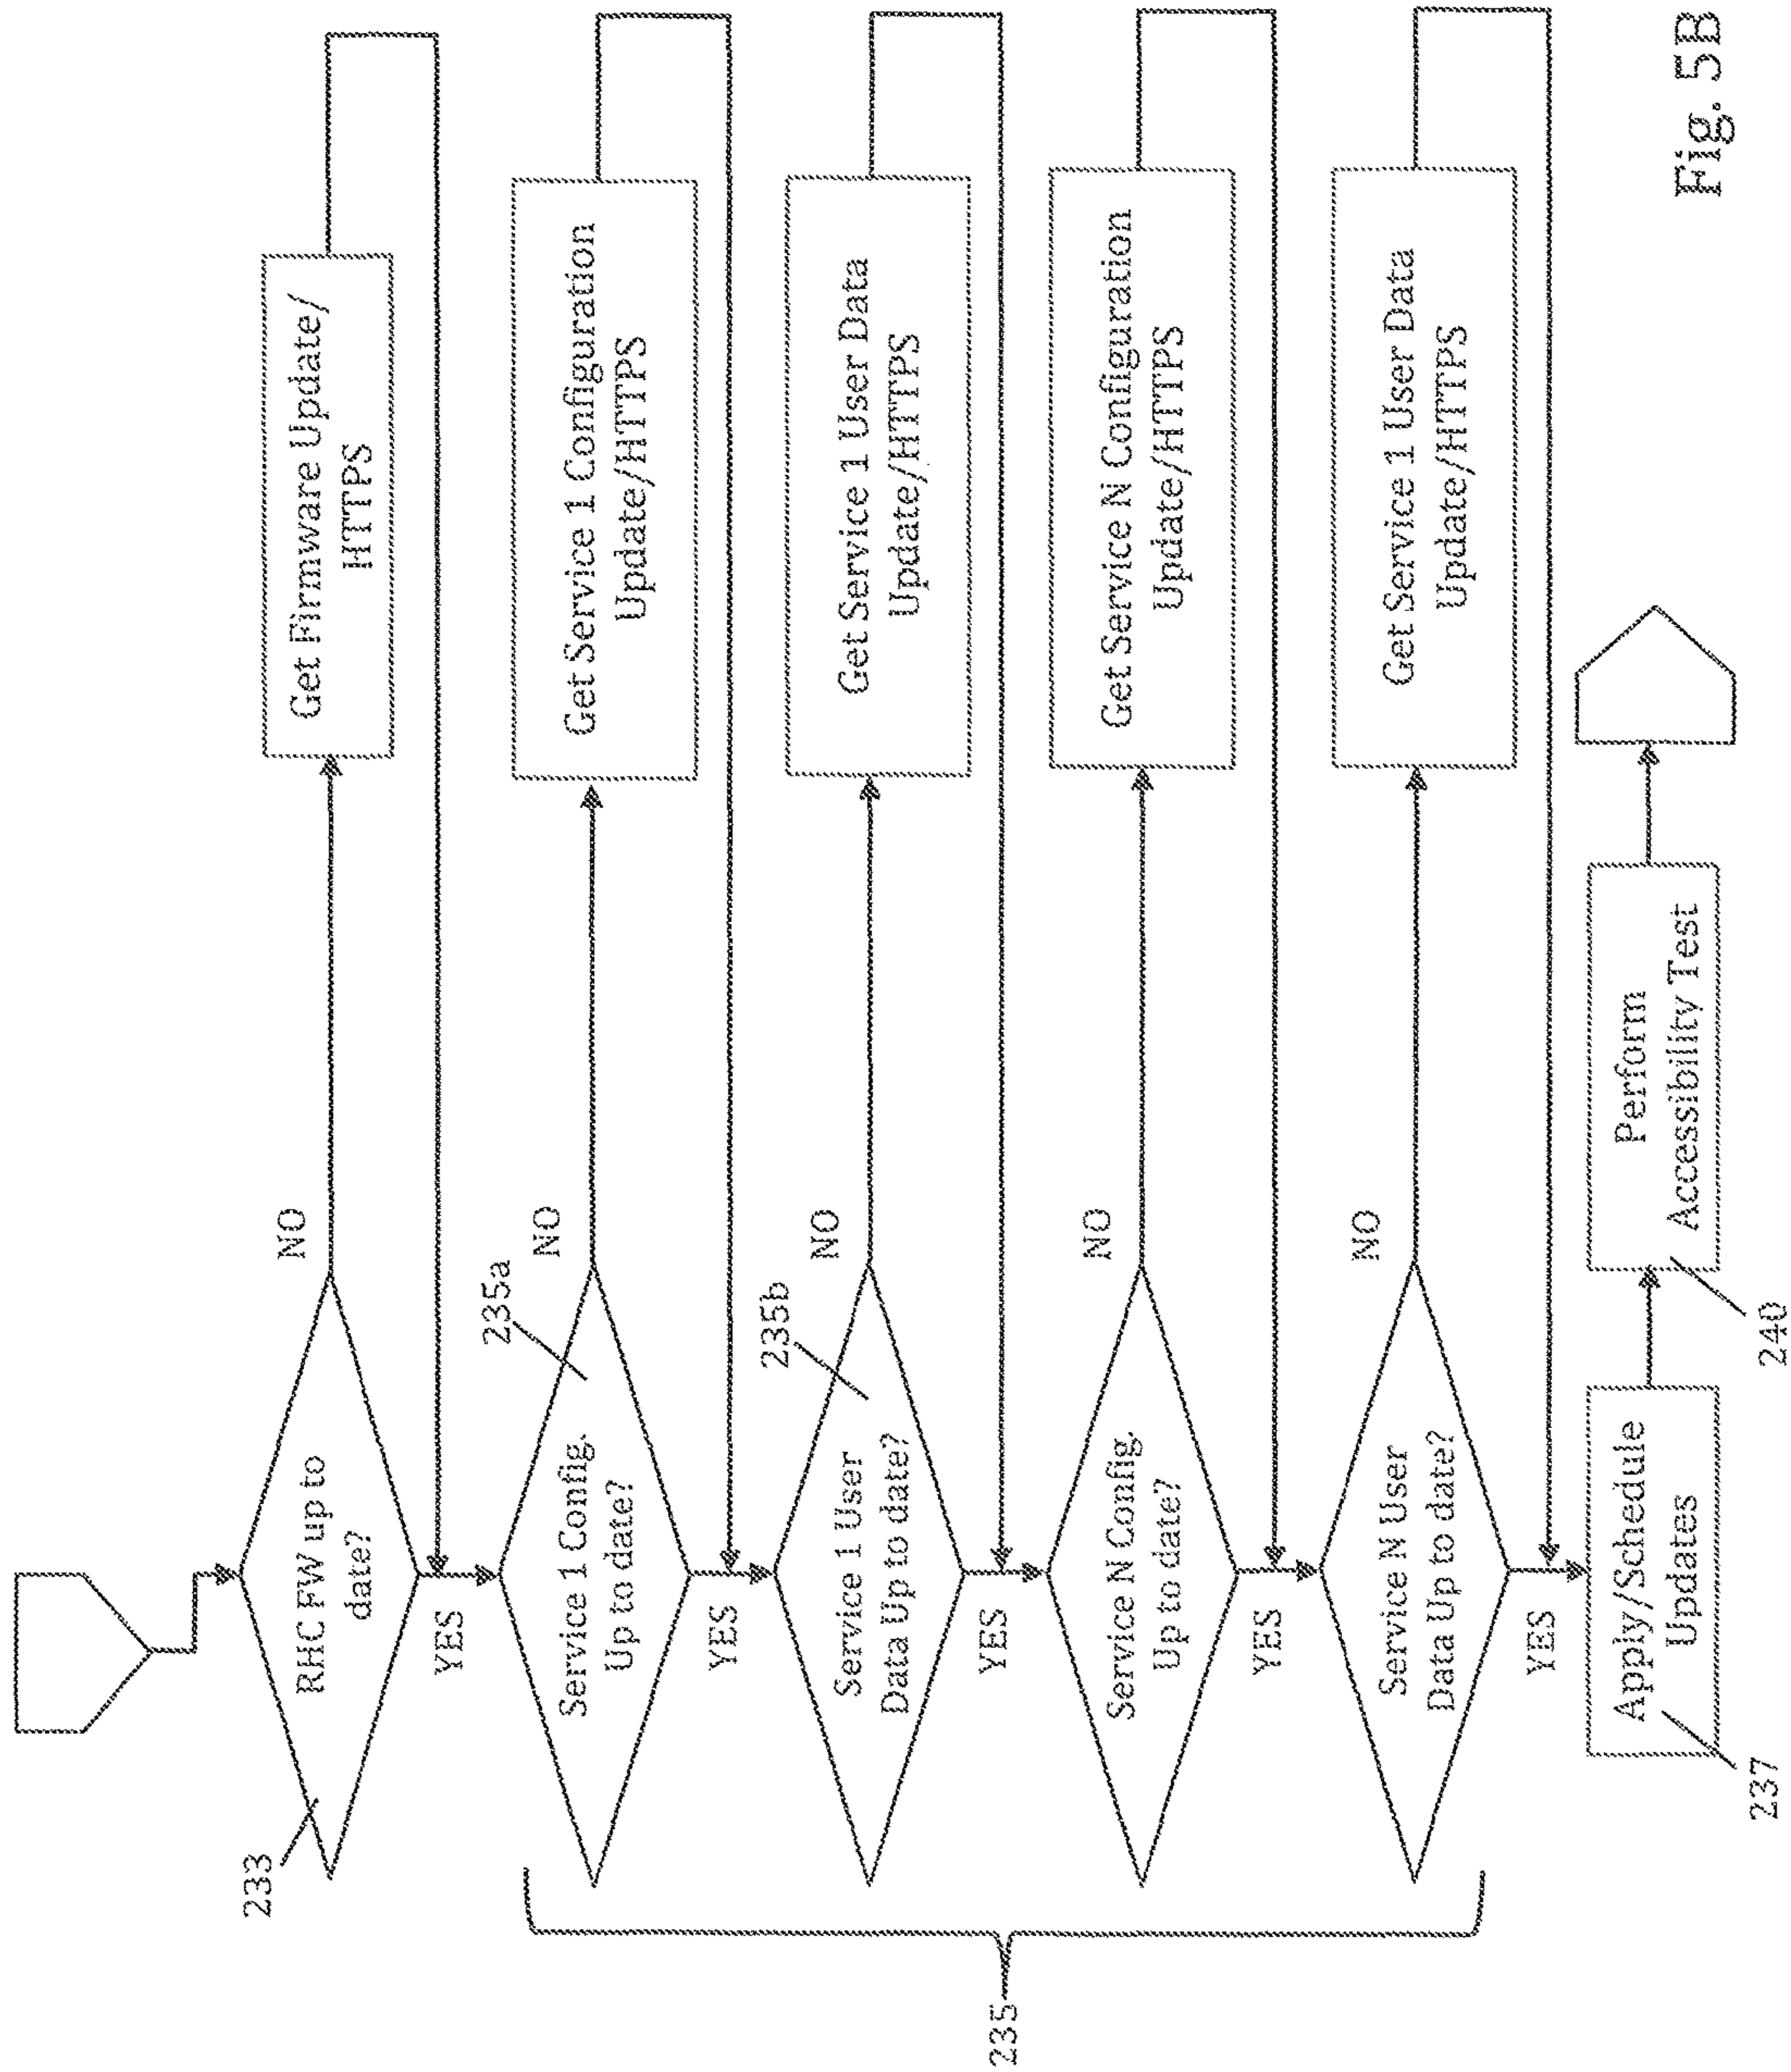 233
RHC FW up to
date?
NO
YES
Get Firmware Update/
HTTPS
235
235a
Service 1 Config.
Up to date?
NO
YES
Get Service 1 Configuration
Update/HTTPS
235b
Service 1 User
Data Up to date?
NO
YES
Get Service 1 User Data
Update/HTTPS
Service N Config.
Up to date?
NO
YES
Get Service N Configuration
Update/HTTPS
Service N User
Data Up to date?
NO
YES
Get Service 1 User Data
Update/HTTPS
Apply/Schedule
Updates
237
Perform
Accessibility Test
240
Fig. 5B